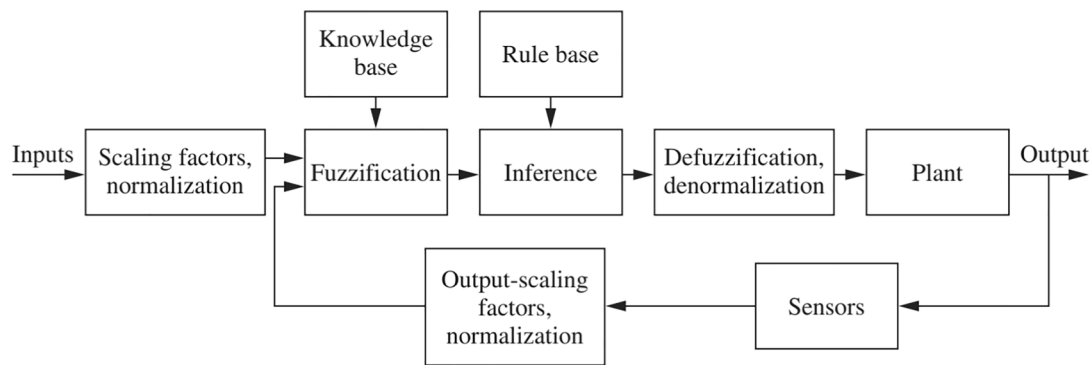 Knowledge
base
Rule base
Inputs
Scaling factors,
normalization
Fuzzification
Inference
Defuzzification,
denormalization
Plant
Output
Output-scaling
factors,
normalization
Sensors